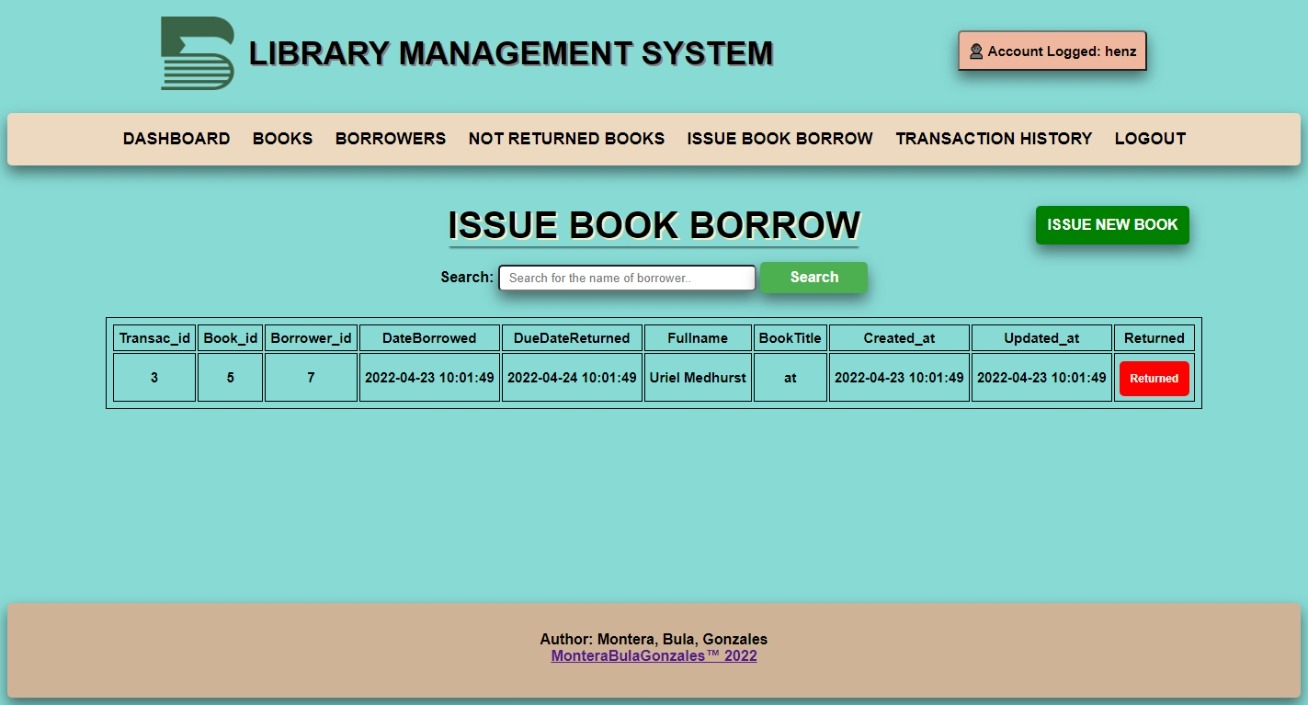 LIBRARY MANAGEMENT SYSTEM
Account Logged: henz
DASHBOARD BOOKS BORROWERS NOT RETURNED BOOKS ISSUE BOOK BORROW TRANSACTION HISTORY LOGOUT
ISSUE BOOK BORROW
ISSUE NEW BOOK
Search: Search for the name of borrower.. Search
Transac_id Book_id Borrower_id DateBorrowed DueDateReturned Fullname BookTitle Created_at Updated_at Returned
3 5 7 2022-04-23 10:01:49 2022-04-24 10:01:49 Uriel Medhurst at 2022-04-23 10:01:49 2022-04-23 10:01:49 Returned
Author: Montera, Bula, Gonzales
MonteraBulaGonzales™ 2022